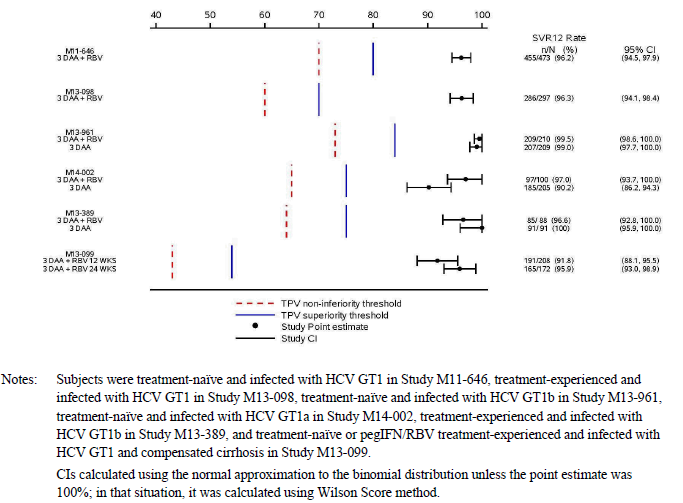 40 50 60 70 80 90 100
SVR12 Rate
n/N (%) 95% CI
M11-646
3 DAA + RBV 455/473 (96.2) (94.5, 97.9)
M13-098
3 DAA + RBV 286/297 (96.3) (94.1, 98.4)
M13-961
3 DAA + RBV 209/210 (99.5) (98.6, 100.0)
3 DAA 207/209 (99.0) (97.7, 100.0)
M14-002
3 DAA + RBV 97/100 (97.0) (93.7, 100.0)
3 DAA 185/205 (90.2) (86.2, 94.3)
M13-389
3 DAA + RBV 85/ 88 (96.6) (92.8, 100.0)
3 DAA 91/ 91 (100) (95.9, 100.0)
M13-099
3 DAA + RBV 12 WKS 191/208 (91.8) (88.1, 95.5)
3 DAA + RBV 24 WKS 165/172 (95.9) (93.0, 98.9)
TPV non-inferiority threshold
TPV superiority threshold
Study Point estimate
Study CI
Notes: Subjects were treatment-naïve and infected with HCV GT1 in Study M11-646, treatment-experienced and
infected with HCV GT1 in Study M13-098, treatment-naïve and infected with HCV GT1b in Study M13-961,
treatment-naïve and infected with HCV GT1a in Study M14-002, treatment-experienced and infected with
HCV GT1b in Study M13-389, and treatment-naïve or pegIFN/RBV treatment-experienced and infected with
HCV GT1 and compensated cirrhosis in Study M13-099.
CIs calculated using the normal approximation to the binomial distribution unless the point estimate was
100%; in that situation, it was calculated using Wilson Score method.